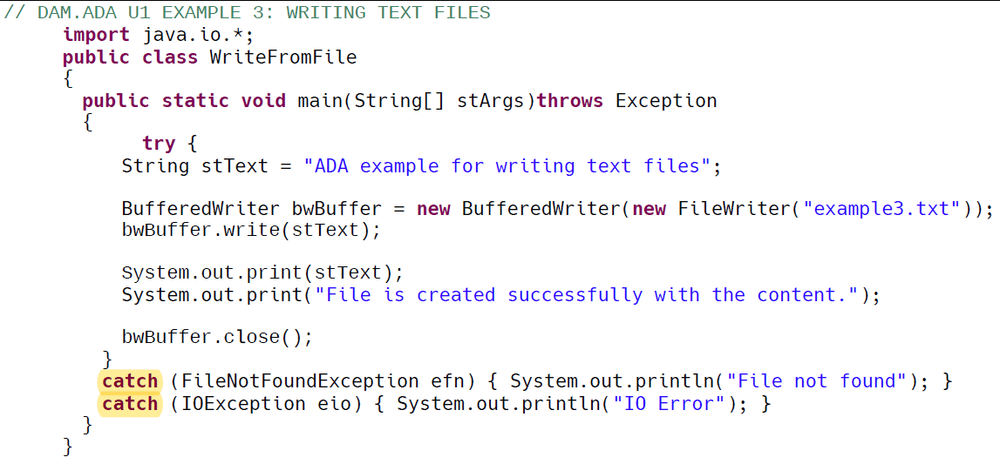 // DAM.ADA U1 EXAMPLE 3: WRITING TEXT FILES
import java.io.*;
public class WriteFromFile
{
public static void main(String[] stArgs)throws Exception
{
try {
String stText = "ADA example for writing text files";
BufferedWriter bwBuffer = new BufferedWriter(new FileWriter("example3.txt"));
bwBuffer.write(stText);
System.out.print(stText);
System.out.print("File is created successfully with the content.");
bwBuffer.close();
}
catch (FileNotFoundException efn) { System.out.println("File not found"); }
catch (IOException eio) { System.out.println("IO Error"); }
}
}